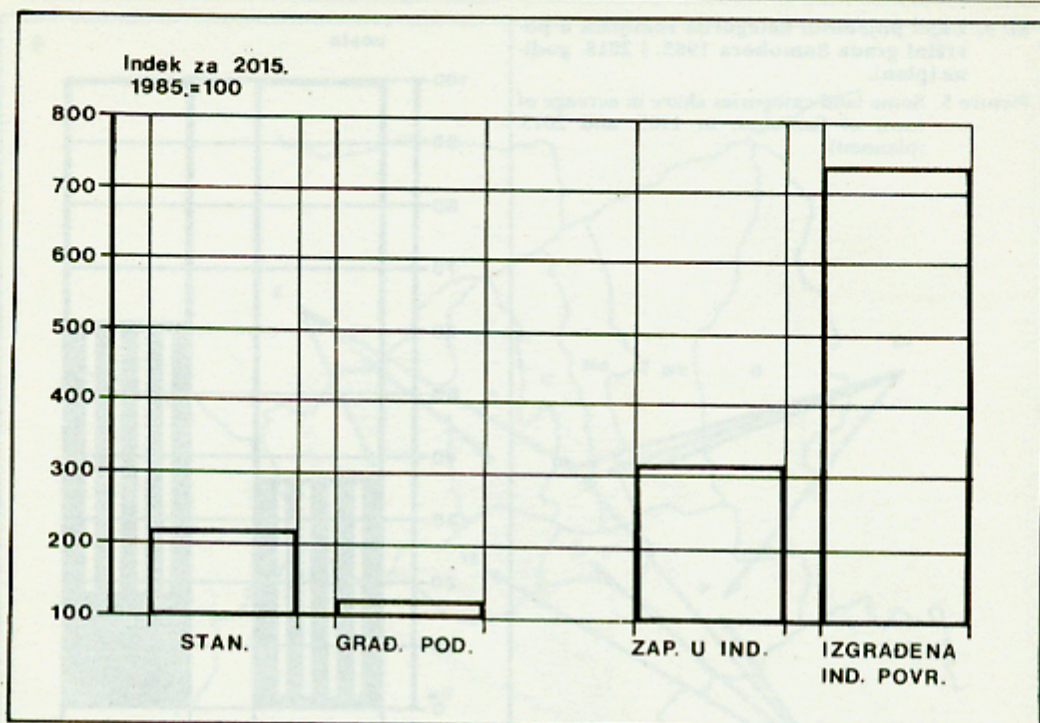 Indek za 2015.
1985.=100
800
700
600
500
400
300
200
100
STAN.
GRAĐ. POD.
ZAP. U IND.
IZGRAĐENA
IND. POVR.